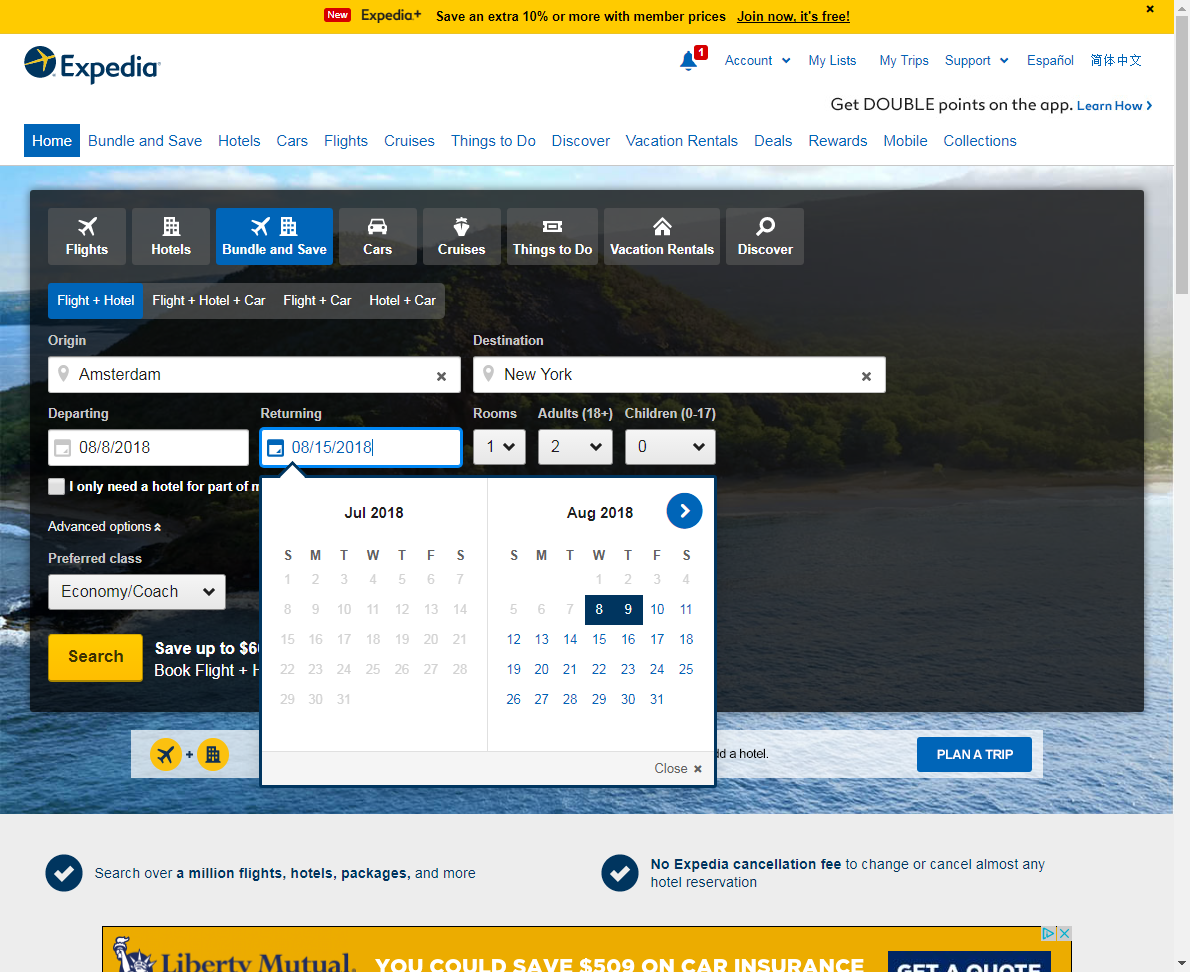 New Expedia+ Save an extra 10% or more with member prices Join now, it's free!
Expedia
1 Account My Lists My Trips Support Español 简体中文
Get DOUBLE points on the app. Learn How
Home Bundle and Save Hotels Cars Flights Cruises Things to Do Discover Vacation Rentals Deals Rewards Mobile Collections
Flights Hotels Bundle and Save Cars Cruises Things to Do Vacation Rentals Discover
Flight + Hotel Flight + Hotel + Car Flight + Car Hotel + Car
Origin Destination
Amsterdam New York
Departing Returning Rooms Adults (18+) Children (0-17)
08/8/2018 08/15/2018 1 2 0
I only need a hotel for part of m
Advanced options
Preferred class
Economy/Coach
Search
Save up to $6
Book Flight + H
Jul 2018
S M T W T F S
1 2 3 4 5 6 7
8 9 10 11 12 13 14
15 16 17 18 19 20 21
22 23 24 25 26 27 28
29 30 31
Aug 2018
S M T W T F S
1 2 3 4
5 6 7 8 9 10 11
12 13 14 15 16 17 18
19 20 21 22 23 24 25
26 27 28 29 30 31
Close
+ dd a hotel. PLAN A TRIP
Search over a million flights, hotels, packages, and more
No Expedia cancellation fee to change or cancel almost any
hotel reservation
Liberty Mutual. YOU COULD SAVE $509 ON CAR INSURANCE GET A QUOTE